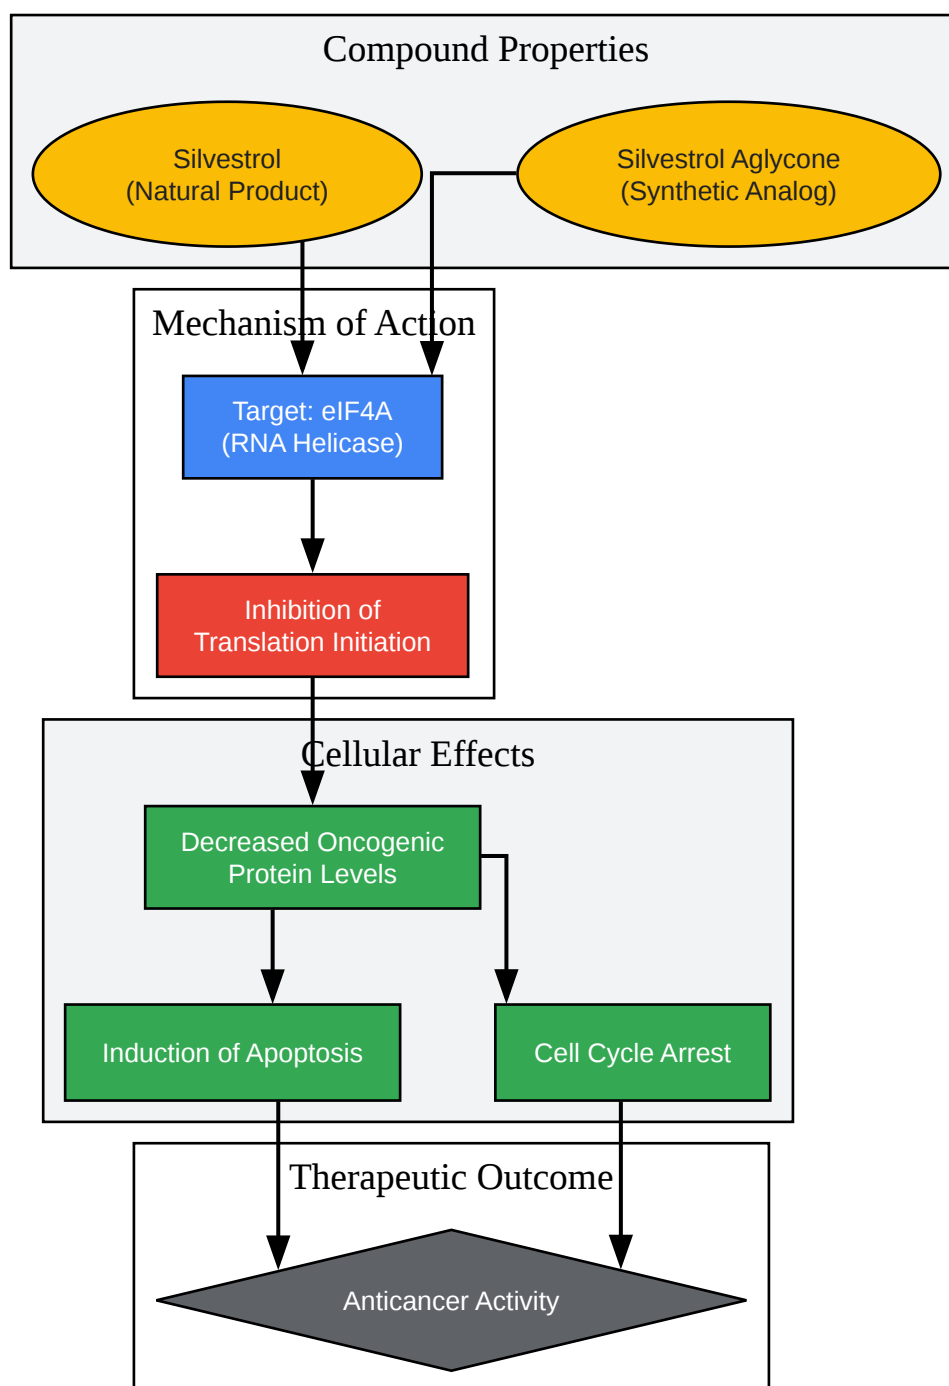 Compound Properties
Silvestrol
(Natural Product)
Silvestrol Aglycone
(Synthetic Analog)
Mechanism of Action
Target: eIF4A
(RNA Helicase)
Inhibition of
Translation Initiation
Cellular Effects
Decreased Oncogenic
Protein Levels
Induction of Apoptosis
Cell Cycle Arrest
Therapeutic Outcome
Anticancer Activity